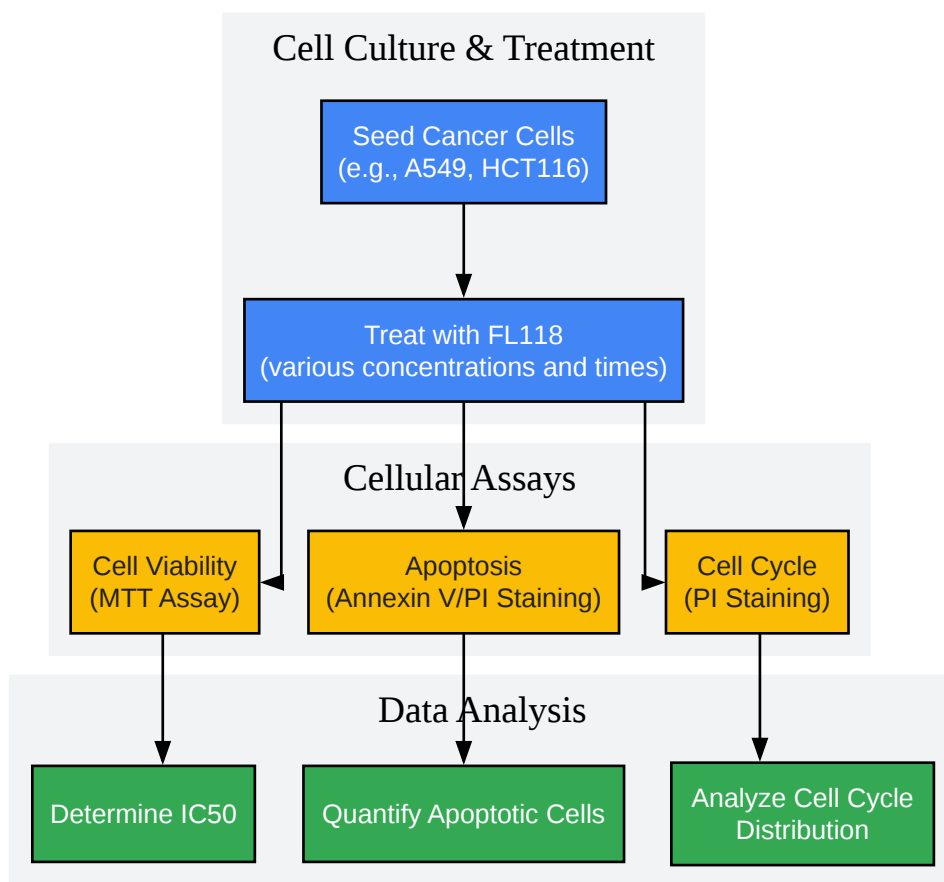 Cell Culture & Treatment
Seed Cancer Cells
(e.g., A549, HCT116)
Treat with FL118
(various concentrations and times)
Cellular Assays
Cell Viability
(MTT Assay)
Apoptosis
(Annexin V/PI Staining)
Cell Cycle
(PI Staining)
Data Analysis
Determine IC50
Quantify Apoptotic Cells
Analyze Cell Cycle
Distribution